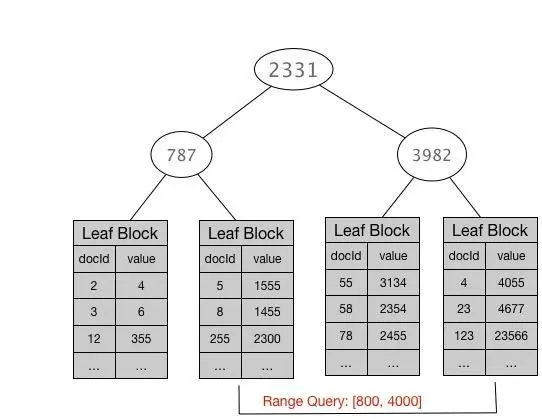 2331
787
3982
Leaf Block
docId value
2 4
3 6
12 355
... ...
Leaf Block
docId value
5 1555
8 1455
255 2300
... ...
Leaf Block
docId value
55 3134
58 2354
78 2455
... ...
Leaf Block
docId value
4 4055
23 4677
123 23566
... ...
Range Query: [800, 4000]